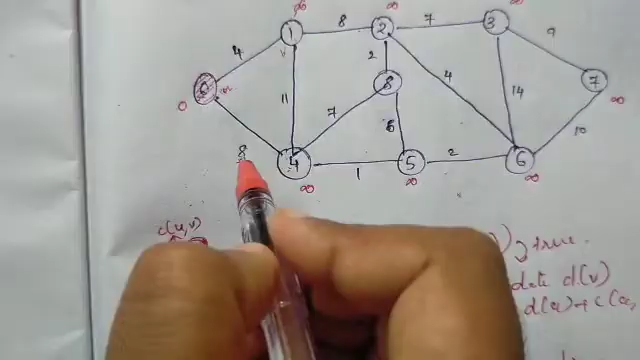 ∞ ∞ ∞
8 7
1 2 3
4 2 9
0 8 7
0 11 7 4 14
6 10
8 4 1 5 2 6
∞ ∞ ∞
c(u,v)
) true.
date d(v)
d(u)+c(u,